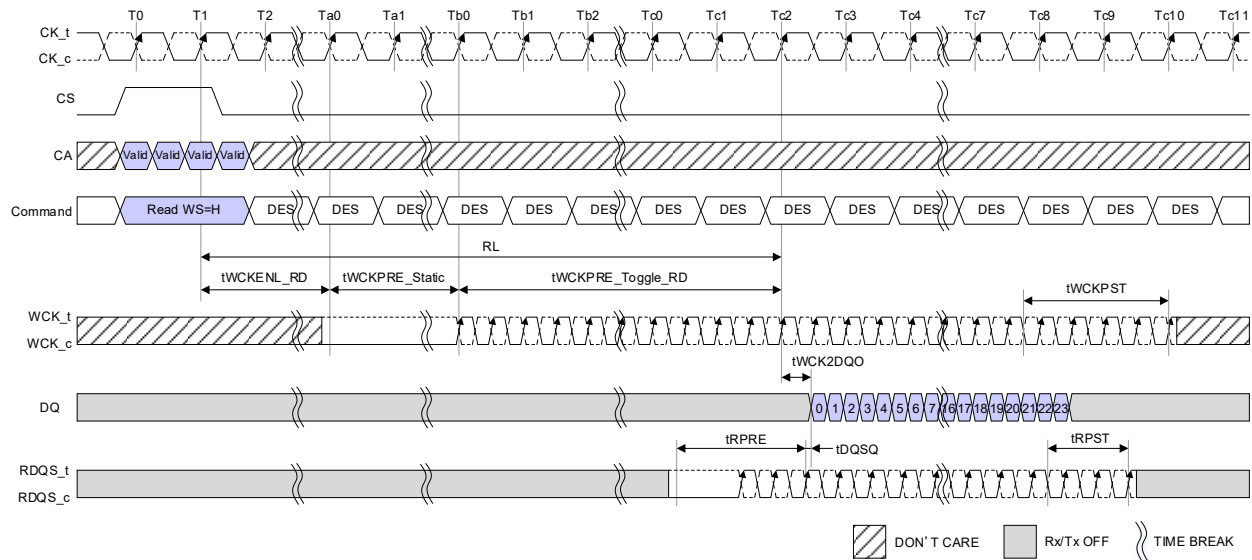 T0 T1 T2 Ta0 Ta1 Tb0 Tb1 Tb2 Tc0 Tc1 Tc2 Tc3 Tc4 Tc7 Tc8 Tc9 Tc10 Tc11
CK_t
CK_c
CS
CA Valid Valid Valid Valid
Command Read WS=H DES DES DES DES DES DES DES DES DES DES DES DES DES DES DES
RL
tWCKENL_RD tWCKPRE_Static tWCKPRE_Toggle_RD tWCKPST
WCK_t
WCK_c
tWCK2DQO
DQ 0 1 2 3 4 5 6 7 16 17 18 19 20 21 22 23
tRPRE tDQSQ tRPST
RDQS_t
RDQS_c
DON'T CARE Rx/Tx OFF TIME BREAK